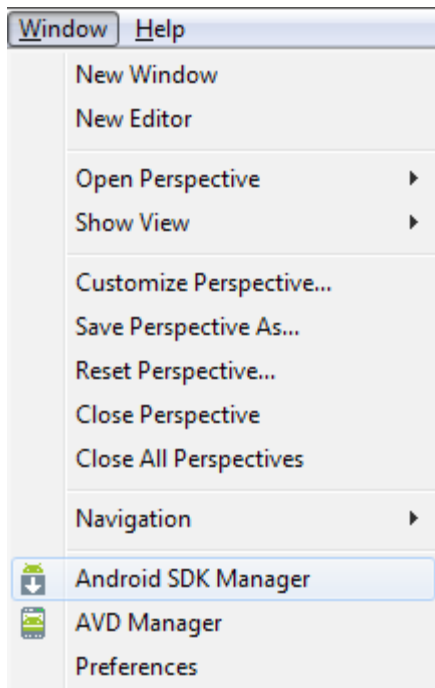 Window Help
New Window
New Editor
Open Perspective
Show View
Customize Perspective...
Save Perspective As...
Reset Perspective...
Close Perspective
Close All Perspectives
Navigation
Android SDK Manager
AVD Manager
Preferences